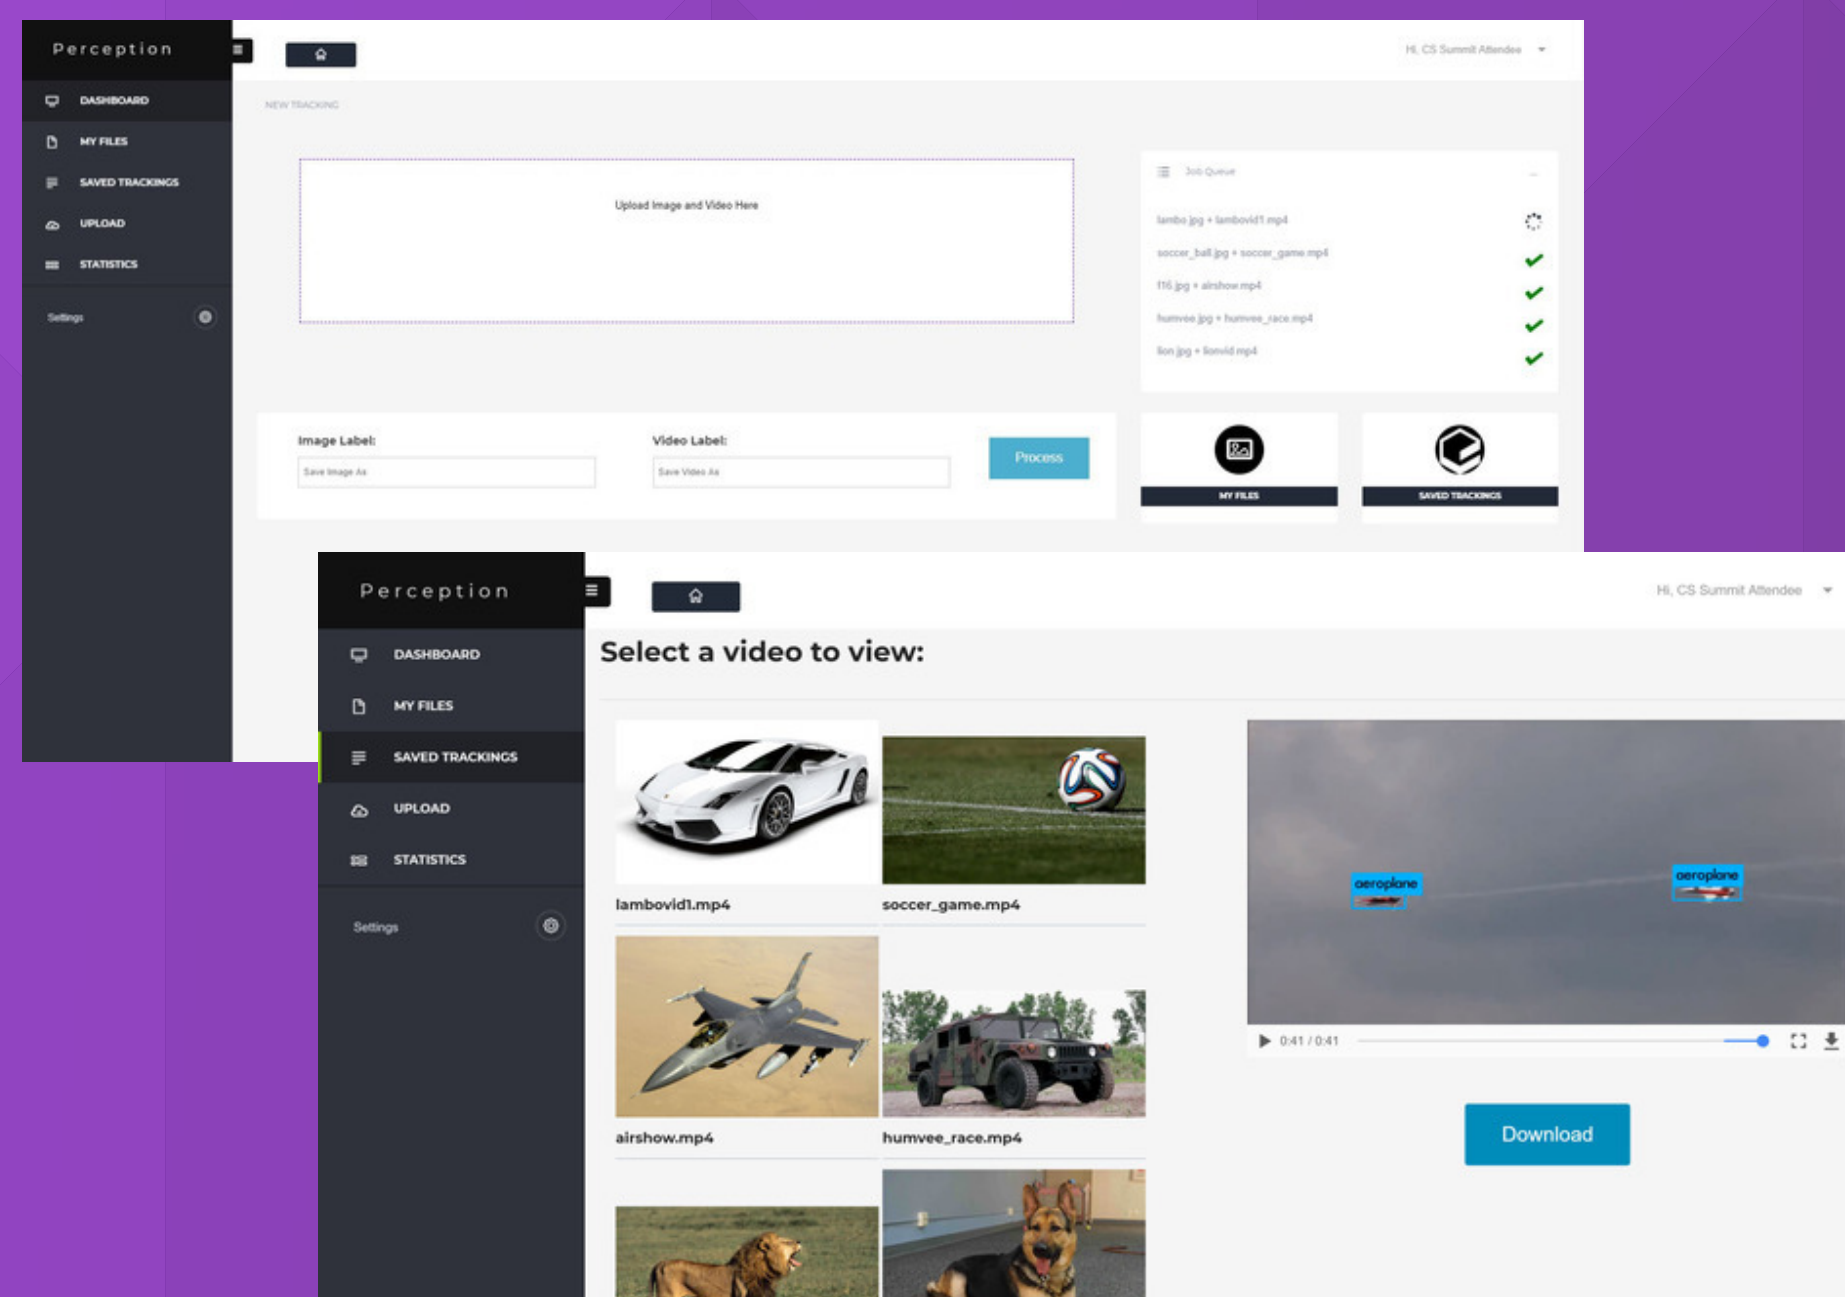 Perception
Hi, CS Summit Attendee
DASHBOARD
MY FILES
SAVED TRACKINGS
UPLOAD
STATISTICS
Settings
NEW TRACKING
Upload Image and Video Here
Job Queue
lambo.jpg + lambovid1.mp4
soccer_ball.jpg + soccer_game.mp4
f16.jpg + airshow.mp4
humvee.jpg + humvee_race.mp4
lion.jpg + lionvid.mp4
Image Label:
Save Image As
Video Label:
Save Video As
Process
MY FILES
SAVED TRACKINGS
Perception
Hi, CS Summit Attendee
DASHBOARD
MY FILES
SAVED TRACKINGS
UPLOAD
STATISTICS
Settings
Select a video to view:
lambovid1.mp4
soccer_game.mp4
airshow.mp4
humvee_race.mp4
aeroplane
aeroplane
0:41 / 0:41
Download